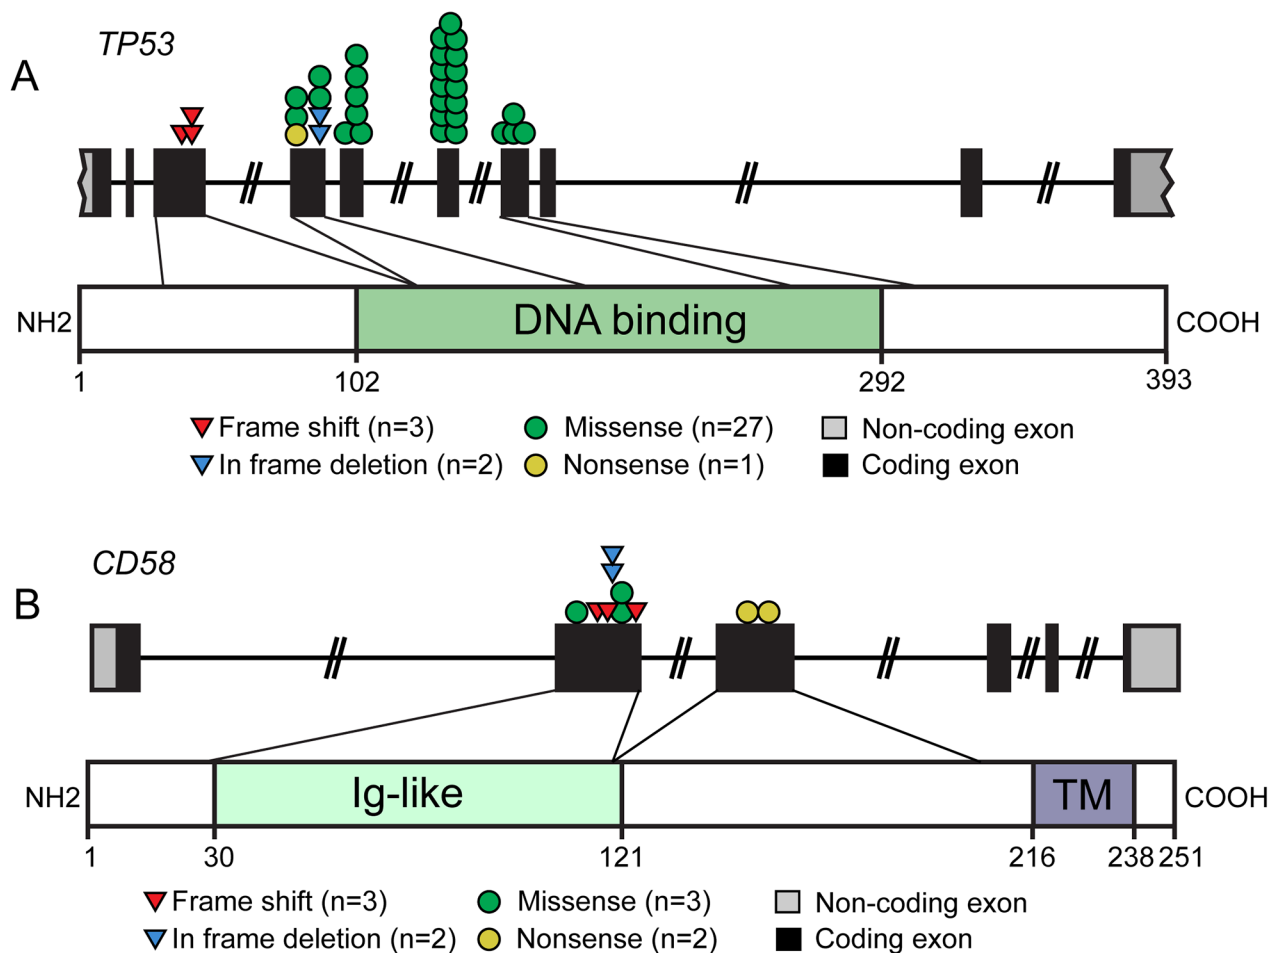 TP53
A
NH2
DNA binding
COOH
1
102
292
393
Frame shift (n=3)
Missense (n=27)
Non-coding exon
In frame deletion (n=2)
Nonsense (n=1)
Coding exon
CD58
B
NH2
Ig-like
TM
COOH
1
30
121
216
238
251
Frame shift (n=3)
Missense (n=3)
Non-coding exon
In frame deletion (n=2)
Nonsense (n=2)
Coding exon